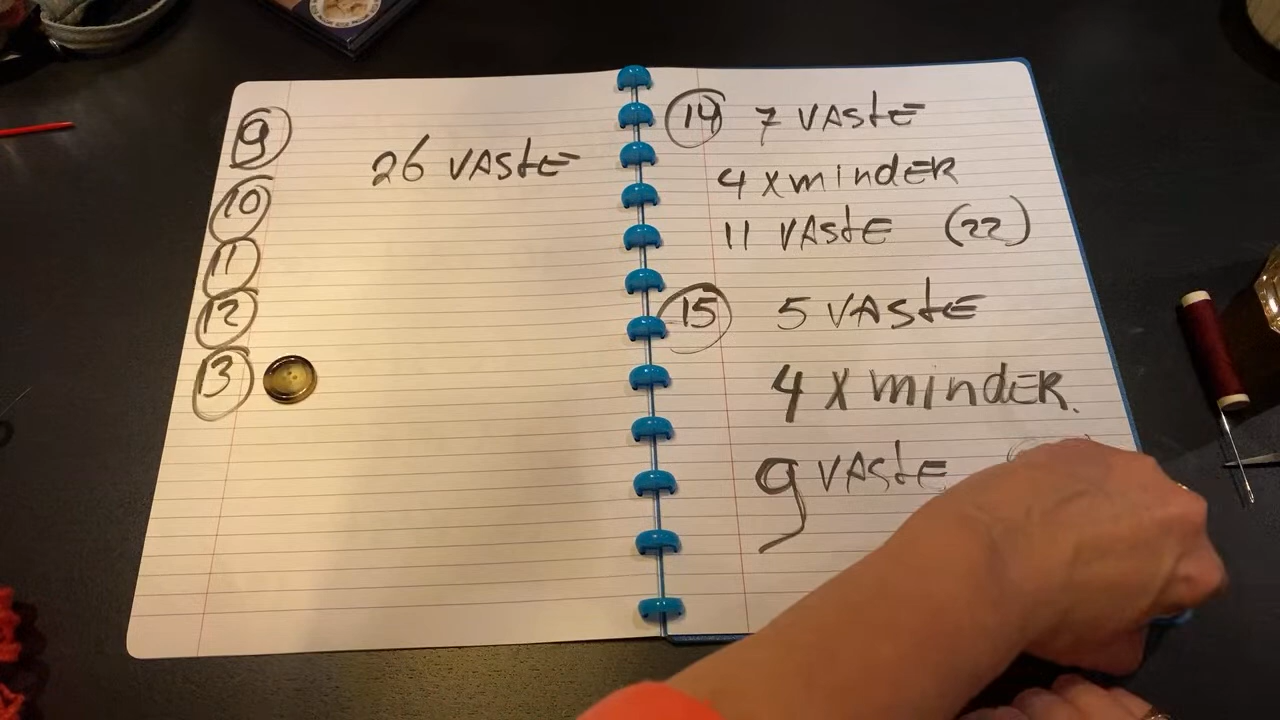 9
26 VASTE
10
11
12
13
14 7 VASTE
4 x minDER
11 VASTE (22)
15 5 VASTE
4 X minDER.
9 VASTE